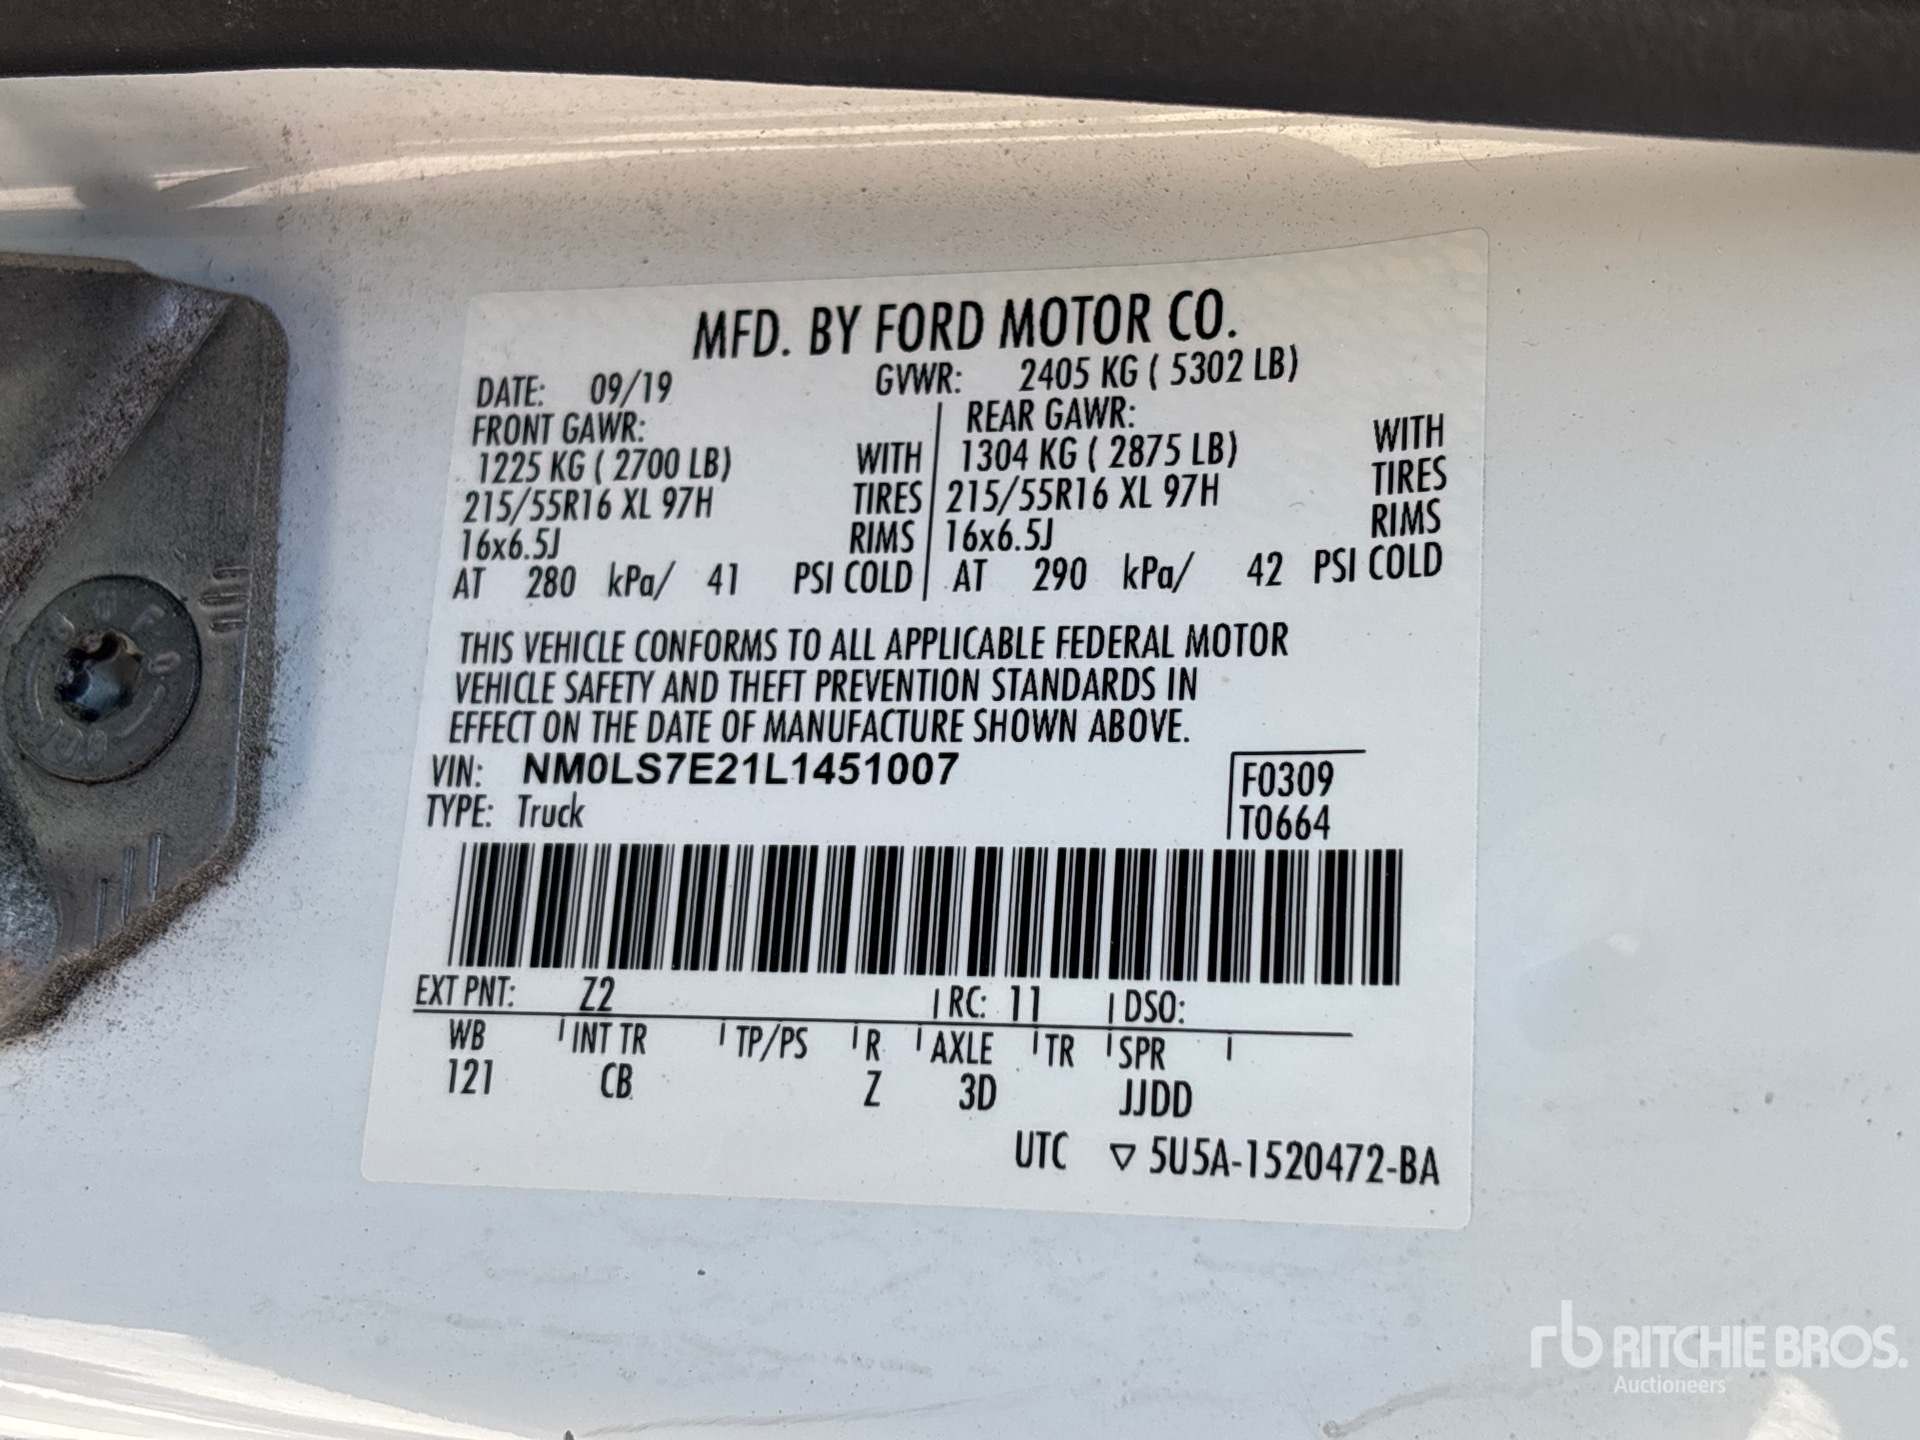 MFD. BY FORD MOTOR CO.
DATE: 09/19 GVWR: 2405 KG ( 5302 LB)
FRONT GAWR: REAR GAWR:
1225 KG ( 2700 LB) WITH 1304 KG ( 2875 LB) WITH
215/55R16 XL 97H TIRES 215/55R16 XL 97H TIRES
16x6.5J RIMS 16x6.5J RIMS
AT 280 kPa/ 41 PSI COLD AT 290 kPa/ 42 PSI COLD
THIS VEHICLE CONFORMS TO ALL APPLICABLE FEDERAL MOTOR
VEHICLE SAFETY AND THEFT PREVENTION STANDARDS IN
EFFECT ON THE DATE OF MANUFACTURE SHOWN ABOVE.
VIN: NM0LS7E21L1451007 F0309
TYPE: Truck T0664
EXT PNT: Z2 RC: 11 DSO:
WB INT TR TP/PS R AXLE TR SPR
121 CB Z 3D JJDD
UTC ▽ 5U5A-1520472-BA
rb RITCHIE BROS.
Auctioneers